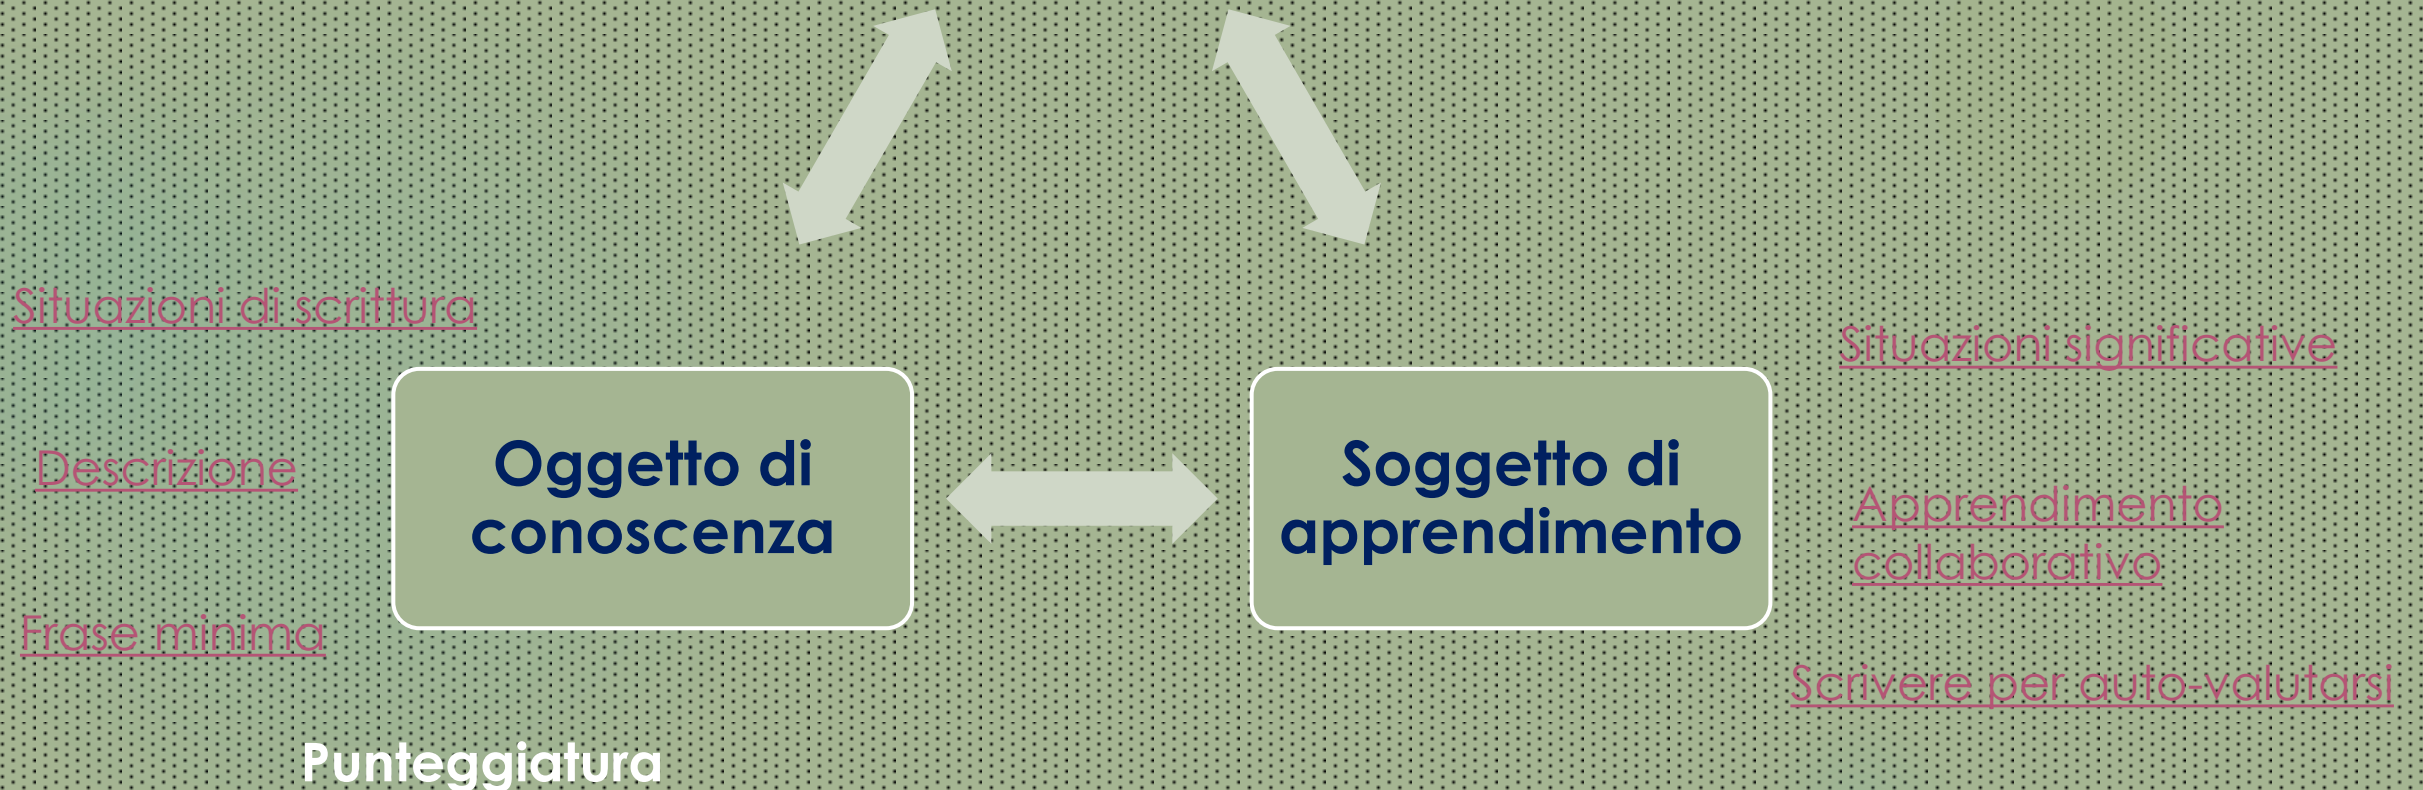 Situazioni di scrittura
Descrizione
Frase minima
Oggetto di
conoscenza
Punteggiatura
Soggetto di
apprendimento
Situazioni significative
Apprendimento
collaborativo
Scrivere per auto-valutarsi